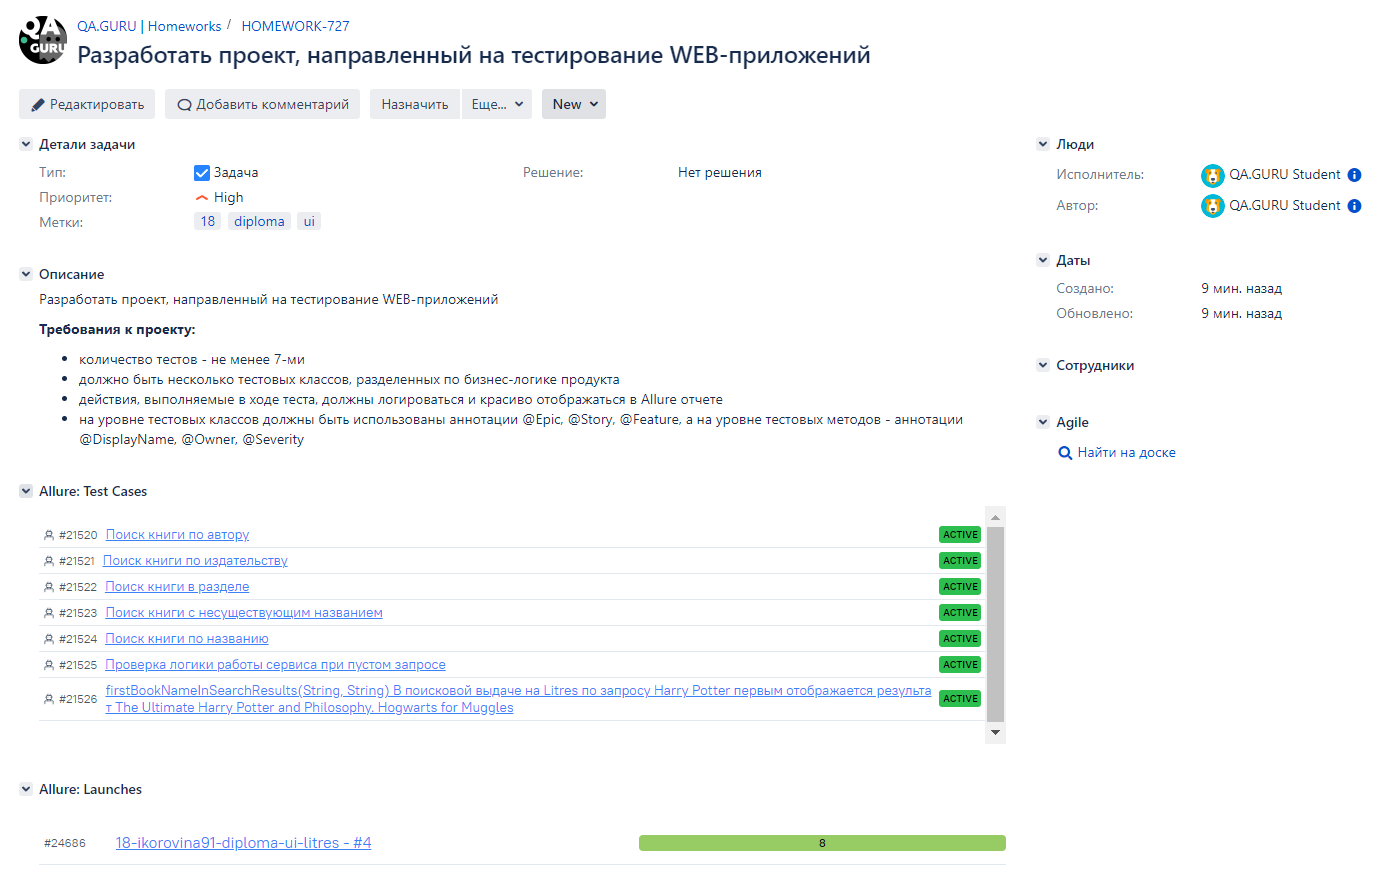 QA
GURU
QA.GURU | Homeworks / HOMEWORK-727
Разработать проект, направленный на тестирование WEB-приложений
Редактировать Добавить комментарий Назначить Еще... New
Детали задачи
Тип: Задача Решение: Нет решения
Приоритет: High
Метки: 18 diploma ui
Описание
Разработать проект, направленный на тестирование WEB-приложений
Требования к проекту:
количество тестов - не менее 7-ми
должно быть несколько тестовых классов, разделенных по бизнес-логике продукта
действия, выполняемые в ходе теста, должны логироваться и красиво отображаться в Allure отчете
на уровне тестовых классов должны быть использованы аннотации @Epic, @Story, @Feature, а на уровне тестовых методов - аннотации
@DisplayName, @Owner, @Severity
Allure: Test Cases
#21520 Поиск книги по автору ACTIVE
#21521 Поиск книги по издательству ACTIVE
#21522 Поиск книги в разделе ACTIVE
#21523 Поиск книги с несуществующим названием ACTIVE
#21524 Поиск книги по названию ACTIVE
#21525 Проверка логики работы сервиса при пустом запросе ACTIVE
#21526 firstBookNameInSearchResults(String, String) В поисковой выдаче на Litres по запросу Harry Potter первым отображается результа ACTIVE
т The Ultimate Harry Potter and Philosophy. Hogwarts for Muggles
Allure: Launches
#24686 18-ikorovina91-diploma-ui-litres - #4 8
Люди
Исполнитель: QA.GURU Student
Автор: QA.GURU Student
Даты
Создано: 9 мин. назад
Обновлено: 9 мин. назад
Сотрудники
Agile
Найти на доске